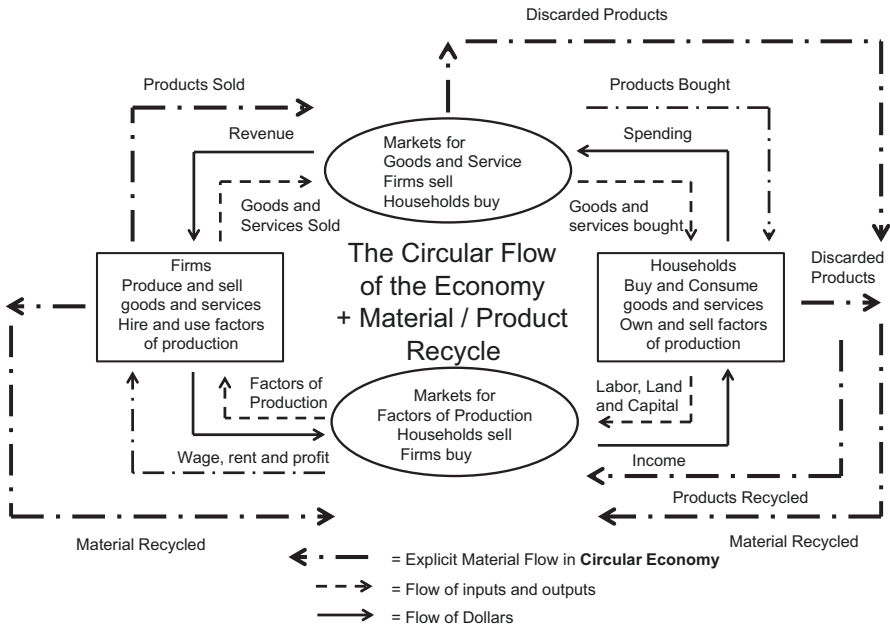 Discarded Products
Products Sold
Products Bought
Revenue
Spending
Markets for
Goods and Service
Firms sell
Households buy
Goods and
Services Sold
Goods and
services bought
The Circular Flow
of the Economy
+ Material / Product
Recycle
Firms
Produce and sell
goods and services
Hire and use factors
of production
Households
Buy and Consume
goods and services
Own and sell factors
of production
Discarded
Products
Factors of
Production
Markets for
Factors of Production
Households sell
Firms buy
Labor, Land
and Capital
Wage, rent and profit
Income
Products Recycled
Material Recycled
Material Recycled
= Explicit Material Flow in Circular Economy
= Flow of inputs and outputs
= Flow of Dollars